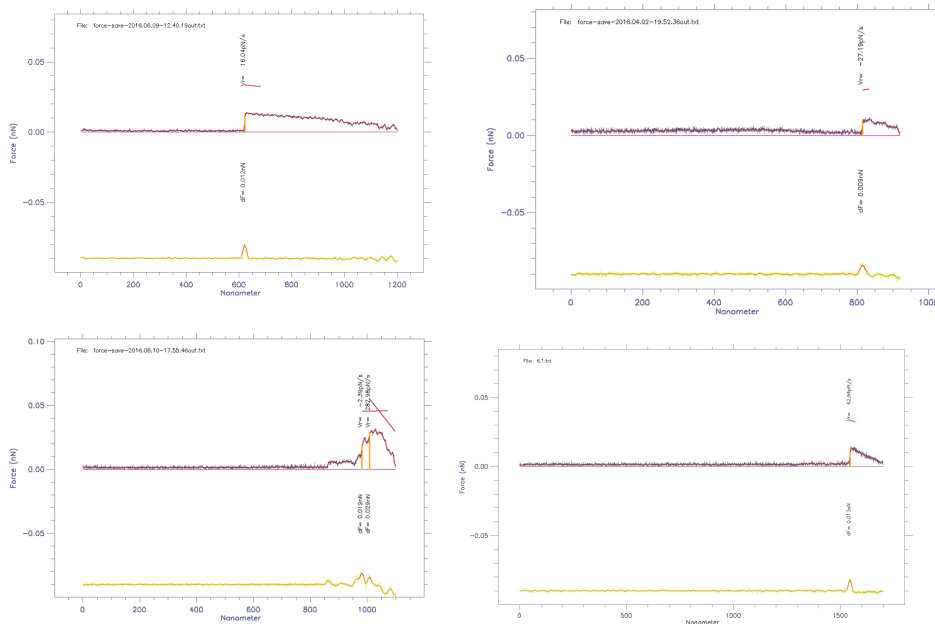 File: force-save-2016.06.09-12.40.19out.txt
Vr= 16.04pN/s
0.05
0.00
-0.05
Force (nN)
dF= 0.012nN
0 200 400 600 800 1000 1200
Nanometer
File: force-save-2016.04.02-19.52.36out.txt
Vr= -27.19pN/s
0.05
0.00
-0.05
Force (nN)
dF= 0.009nN
0 200 400 600 800 1000
Nanometer
File: force-save-2016.06.10-17.55.46out.txt
0.10
0.05
0.00
-0.05
Force (nN)
Vr= -2.39pN/s
dF= 0.019nN
dF= 0.029nN
0 200 400 600 800 1000
Nanometer
File: 6.1.txt
Vr= 42.84pN/s
0.05
0.00
-0.05
Force (nN)
dF= 0.013nN
0 500 1000 1500
Nanometer